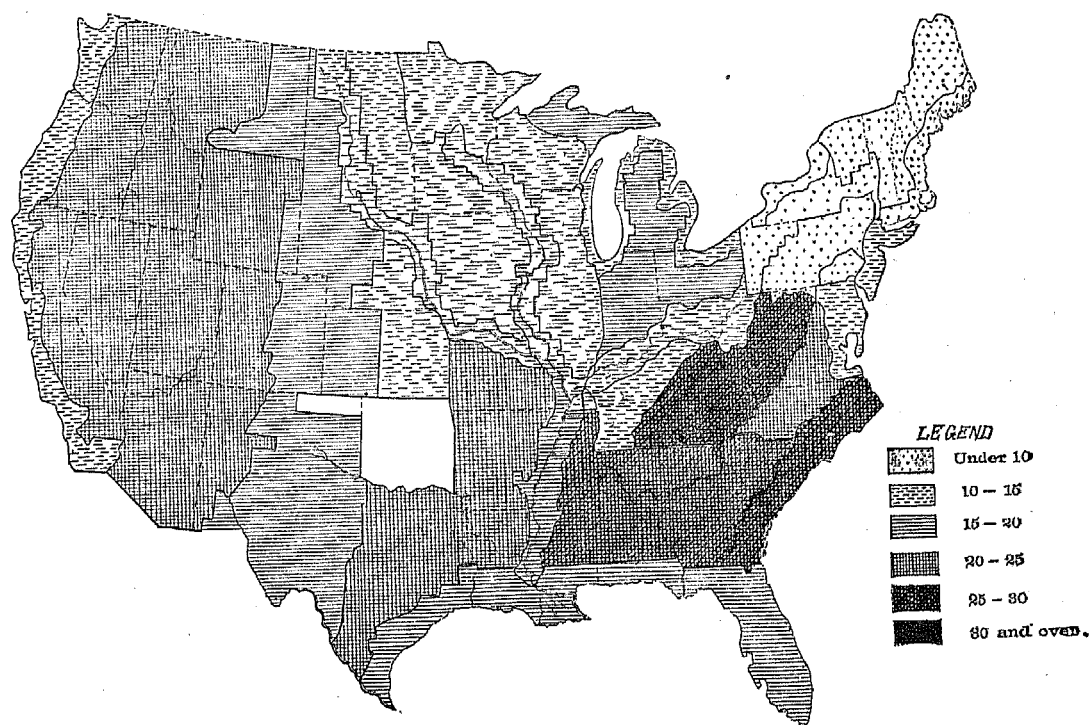 LEGEND
Under 10
10 – 15
15 – 20
20 – 25
25 – 30
30 and over.